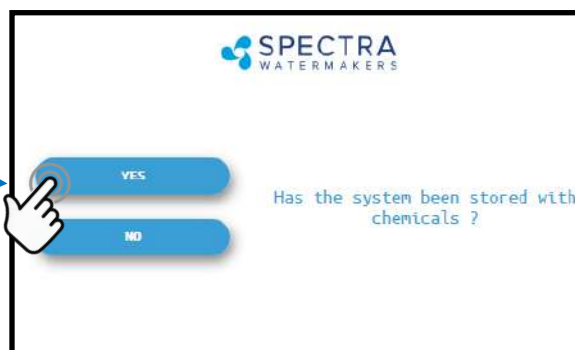 SPECTRA
WATERMAKERS
YES
Has the system been stored with
chemicals ?
NO